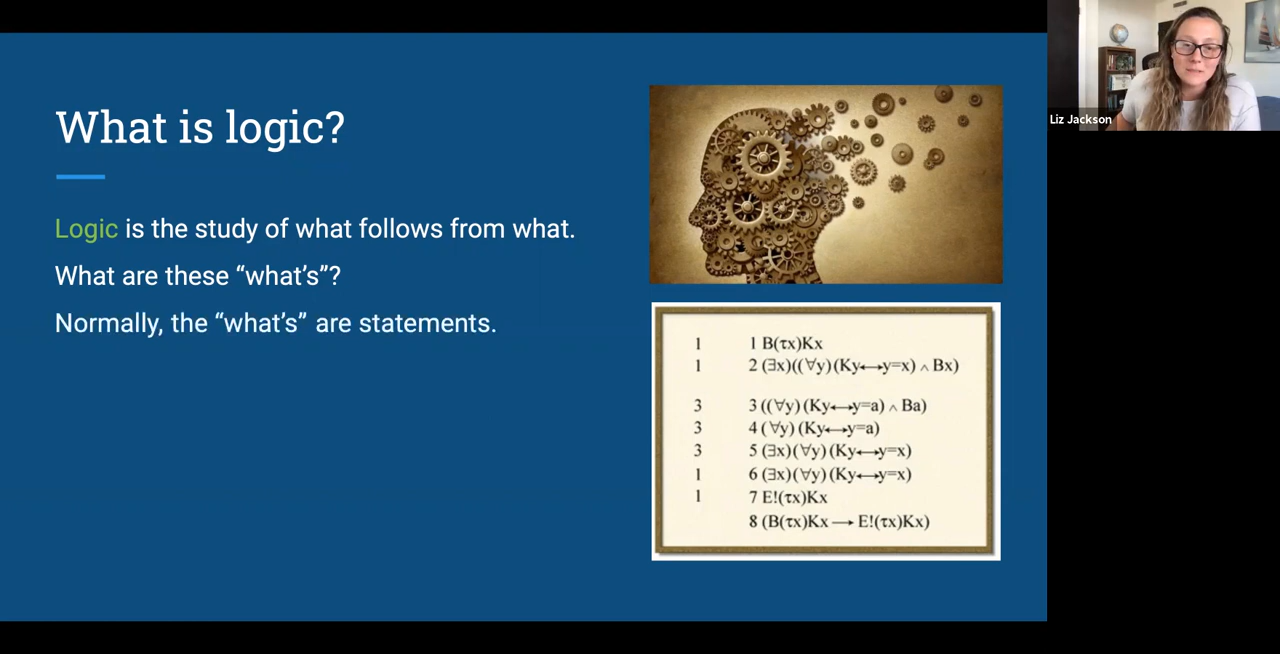 What is logic?
Logic is the study of what follows from what.
What are these “what’s”?
Normally, the “what’s” are statements.
1 1 B(τx)Kx
1 2 (∃x)((∀y)(Ky⟷y=x) ∧ Bx)
3 3 ((∀y)(Ky⟷y=a) ∧ Ba)
3 4 (∀y)(Ky⟷y=a)
3 5 (∃x)(∀y)(Ky⟷y=x)
1 6 (∃x)(∀y)(Ky⟷y=x)
1 7 E!(τx)Kx
8 (B(τx)Kx ⟶ E!(τx)Kx)
Liz Jackson